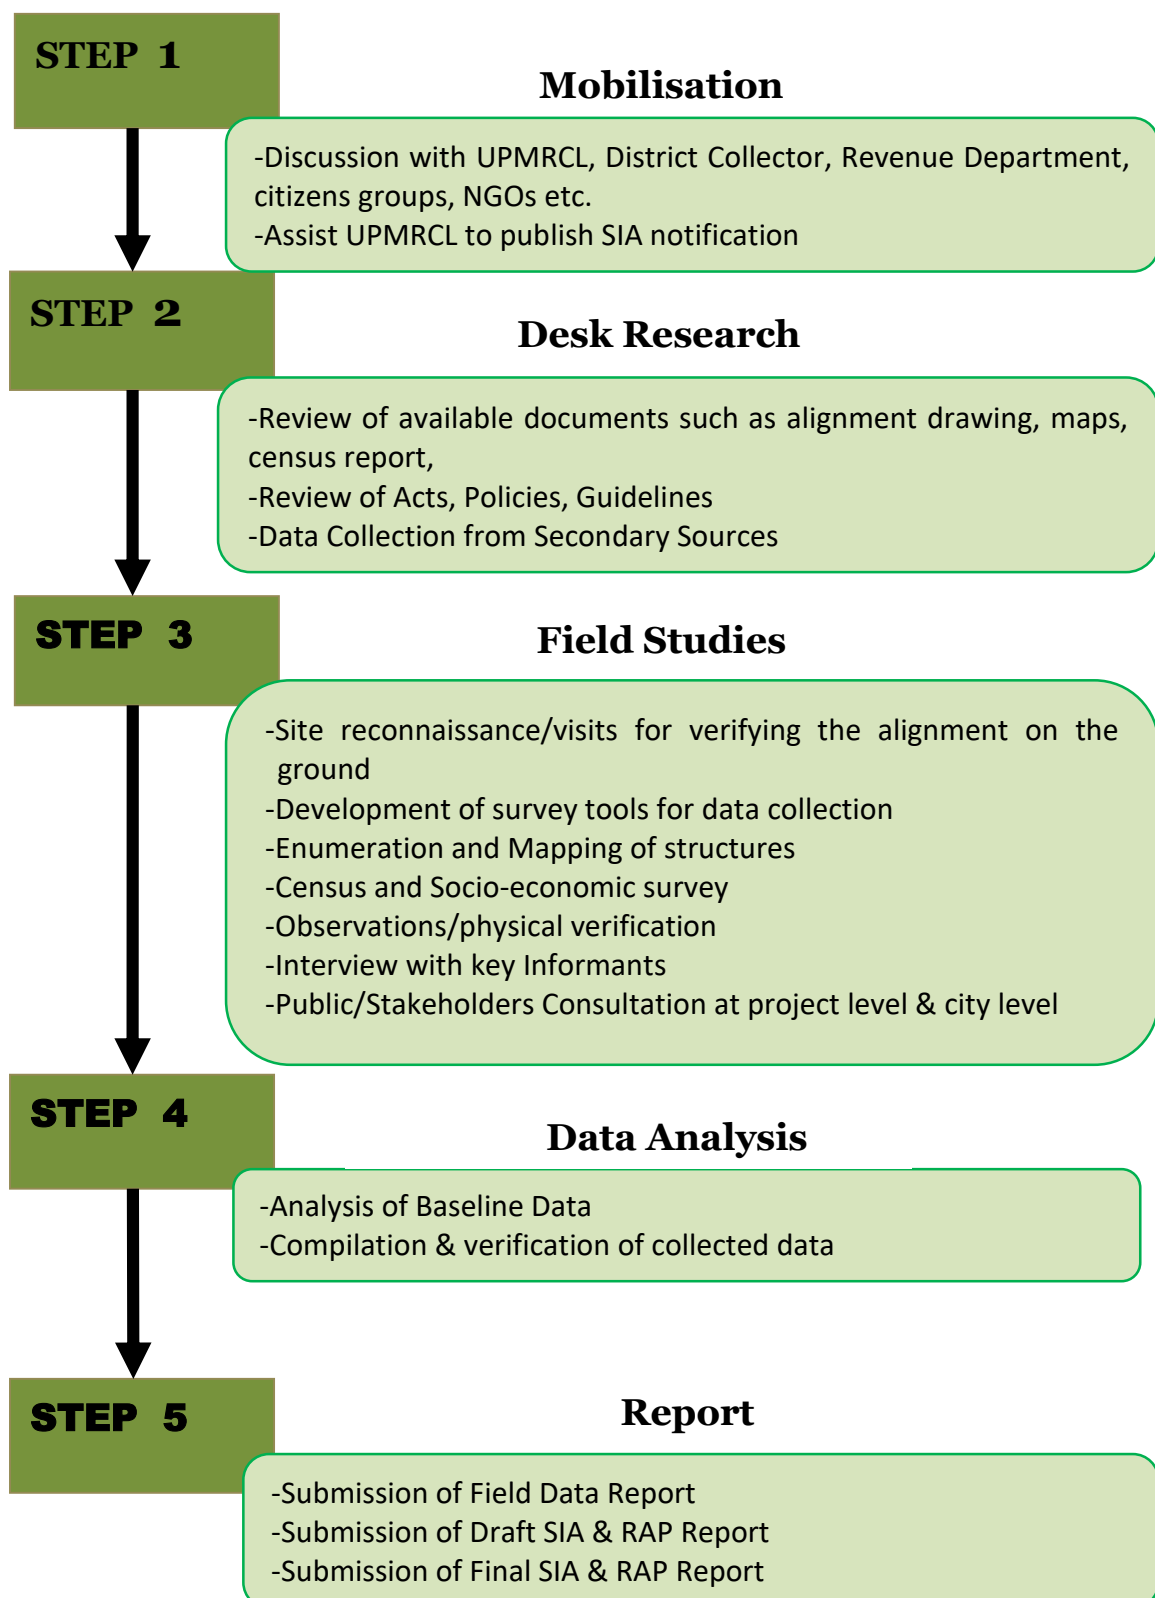 STEP 1
Mobilisation
-Discussion with UPMRCL, District Collector, Revenue Department,
citizens groups, NGOs etc.
-Assist UPMRCL to publish SIA notification
STEP 2
Desk Research
-Review of available documents such as alignment drawing, maps,
census report,
-Review of Acts, Policies, Guidelines
-Data Collection from Secondary Sources
STEP 3
Field Studies
-Site reconnaissance/visits for verifying the alignment on the
ground
-Development of survey tools for data collection
-Enumeration and Mapping of structures
-Census and Socio-economic survey
-Observations/physical verification
-Interview with key Informants
-Public/Stakeholders Consultation at project level & city level
STEP 4
Data Analysis
-Analysis of Baseline Data
-Compilation & verification of collected data
STEP 5
Report
-Submission of Field Data Report
-Submission of Draft SIA & RAP Report
-Submission of Final SIA & RAP Report